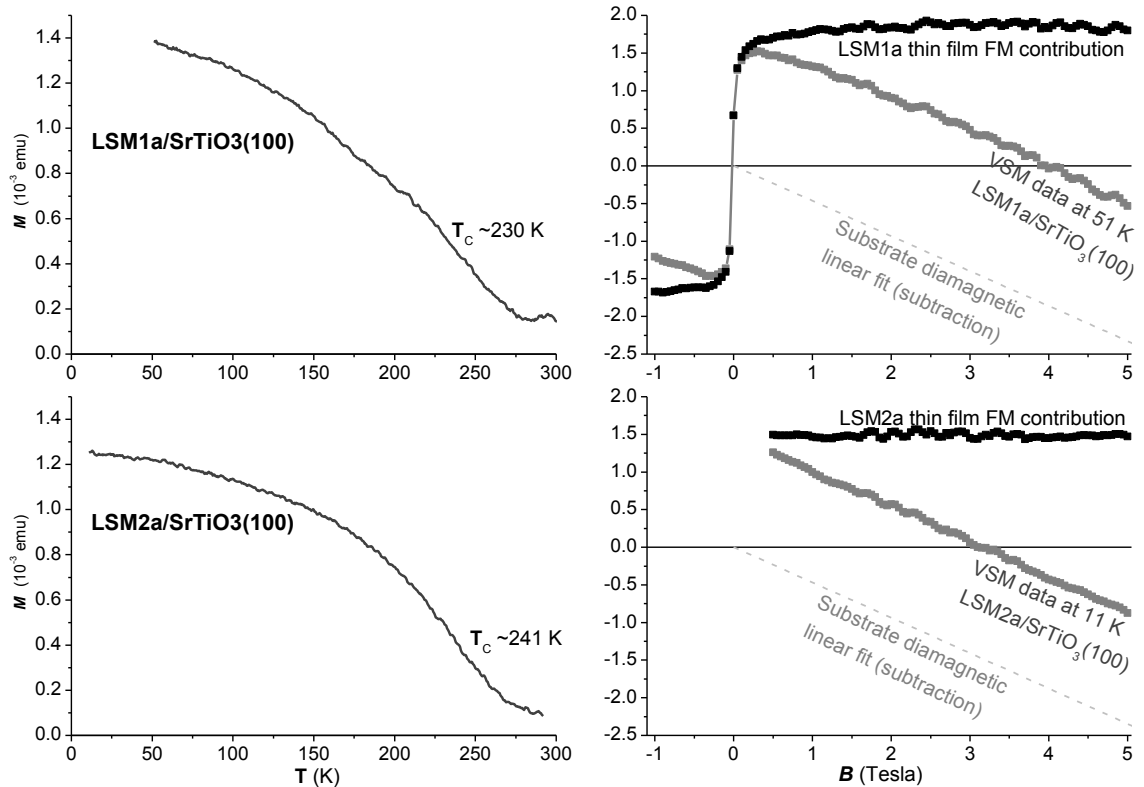 1.4
1.2
1.0
0.8
0.6
0.4
0.2
0.0
M (10⁻³ emu)
LSM1a/SrTiO3(100)
T_C ~230 K
0 50 100 150 200 250 300
2.0
1.5
1.0
0.5
0.0
-0.5
-1.0
-1.5
-2.0
-2.5
LSM1a thin film FM contribution
VSM data at 51 K
LSM1a/SrTiO₃(100)
Substrate diamagnetic
linear fit (subtraction)
-1 0 1 2 3 4 5
1.4
1.2
1.0
0.8
0.6
0.4
0.2
0.0
M (10⁻³ emu)
LSM2a/SrTiO3(100)
T_C ~241 K
0 50 100 150 200 250 300
T (K)
2.0
1.5
1.0
0.5
0.0
-0.5
-1.0
-1.5
-2.0
-2.5
LSM2a thin film FM contribution
VSM data at 11 K
LSM2a/SrTiO₃(100)
Substrate diamagnetic
linear fit (subtraction)
-1 0 1 2 3 4 5
B (Tesla)